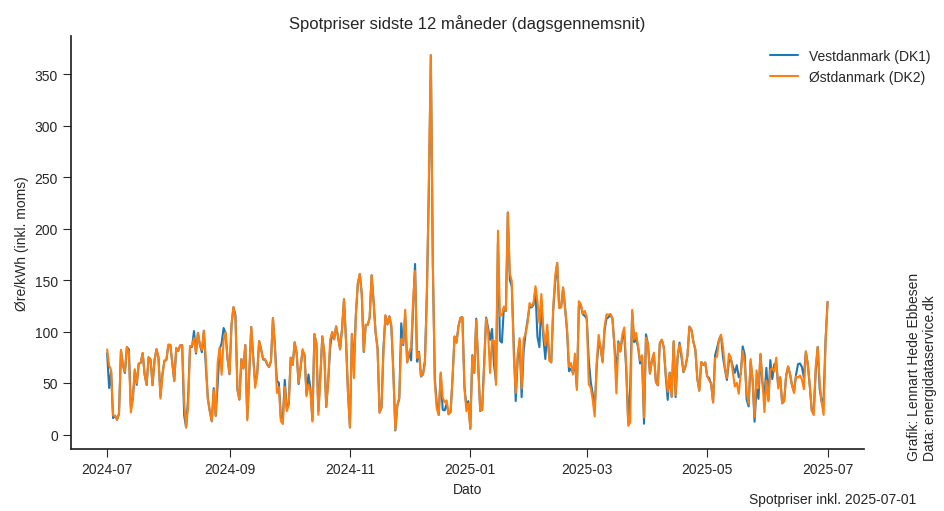 Spotpriser sidste 12 måneder (dagsgennemsnit)
Vestdanmark (DK1)
Østdanmark (DK2)
Øre/kWh (inkl. moms)
350
300
250
200
150
100
50
0
2024-07
2024-09
2024-11
2025-01
2025-03
2025-05
2025-07
Dato
Grafik: Lennart Hede Ebbesen
Data: energidataservice.dk
Spotpriser inkl. 2025-07-01